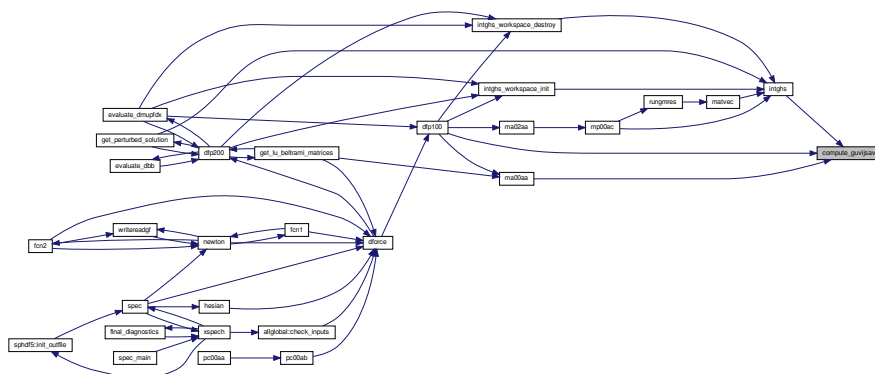 intghs_workspace_destroy
intghs_workspace_init
intghs
rungmres
matvec
evaluate_dmupfdx
dfp100
ma02aa
mp00ac
get_perturbed_solution
dfp200
get_lu_beltrami_matrices
compute_guvijsave
evaluate_dbb
ma00aa
writereadgf
fcn1
fcn2
newton
dforce
spec
hesian
final_diagnostics
xspech
allglobal::check_inputs
sphdf5::init_outfile
spec_main
pc00aa
pc00ab